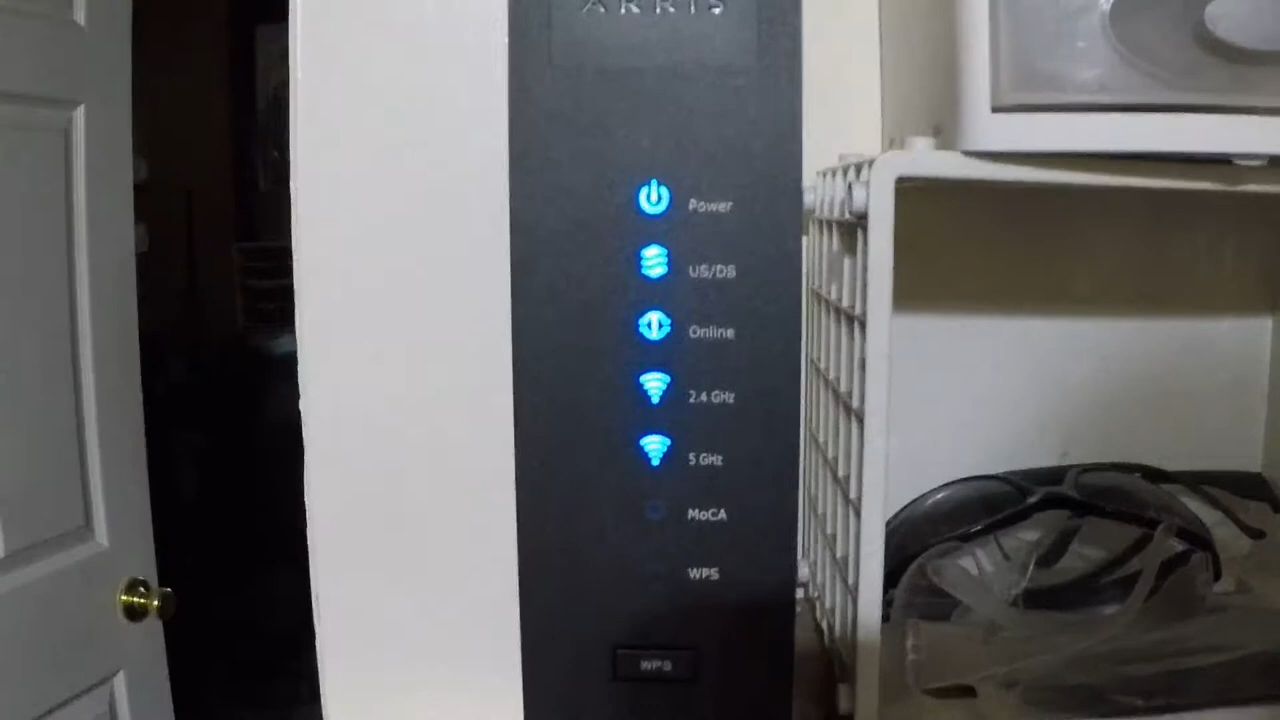 ARRIS
Power
US/DS
Online
2.4 GHz
5 GHz
MoCA
WPS
WPS